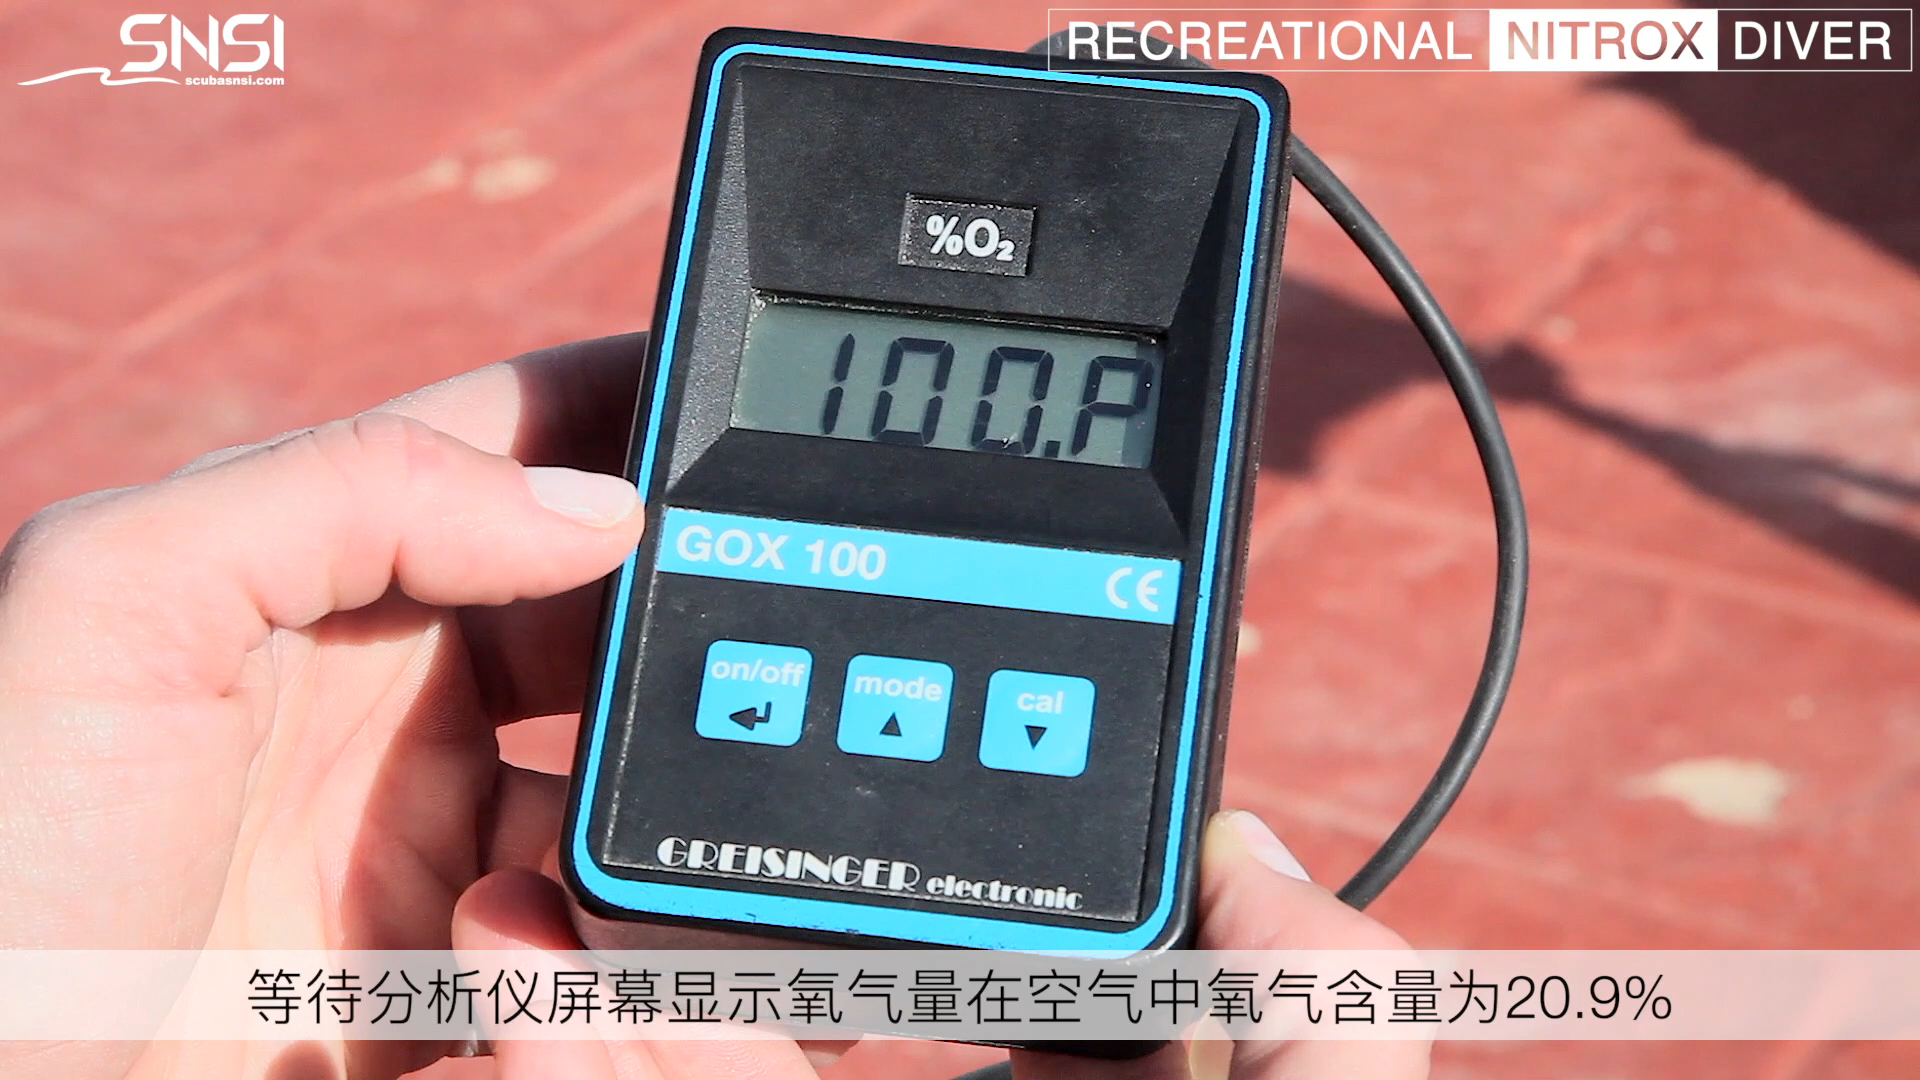 SNSI
scubasnsi.com
RECREATIONAL NITROX DIVER
%O₂
100.P
GOX 100
CE
on/off
mode
cal
GREISINGER electronic
等待分析仪屏幕显示氧气量在空气中氧气含量为20.9%